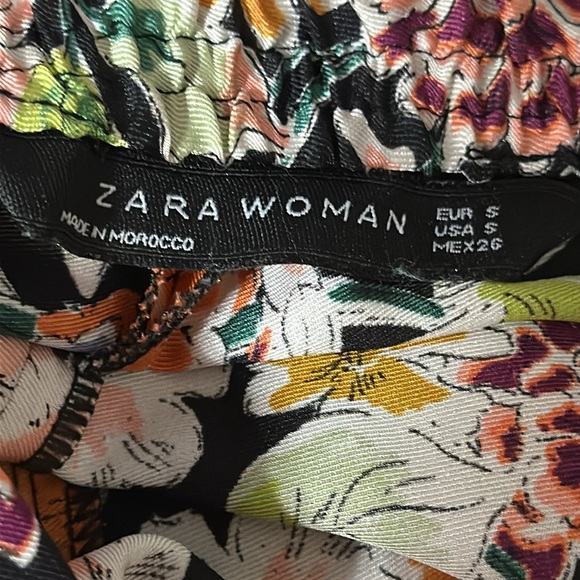 ZARA WOMAN
MADE IN MOROCCO
EUR S
USA S
MEX 26